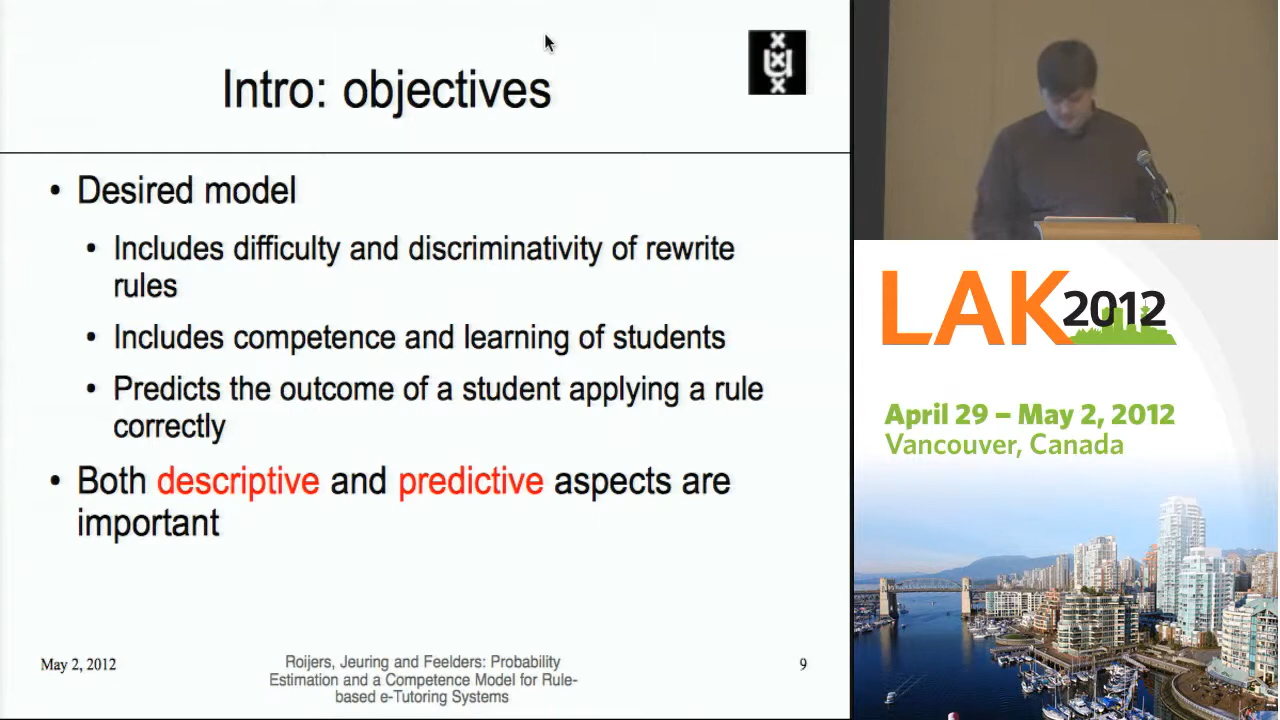 Intro: objectives
• Desired model
• Includes difficulty and discriminativity of rewrite
rules
• Includes competence and learning of students
• Predicts the outcome of a student applying a rule
correctly
• Both descriptive and predictive aspects are
important
May 2, 2012
Roijers, Jeuring and Feelders: Probability
Estimation and a Competence Model for Rule-
based e-Tutoring Systems
9
LAK2012
April 29 – May 2, 2012
Vancouver, Canada